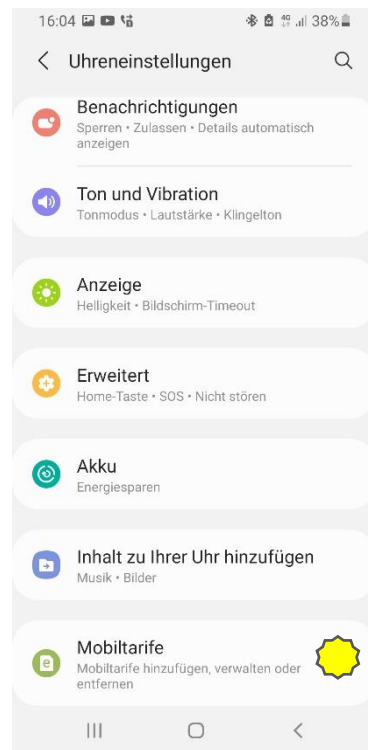 16:04 38%
Uhreneinstellungen
Benachrichtigungen
Sperren • Zulassen • Details automatisch
anzeigen
Ton und Vibration
Tonmodus • Lautstärke • Klingelton
Anzeige
Helligkeit • Bildschirm-Timeout
Erweitert
Home-Taste • SOS • Nicht stören
Akku
Energiesparen
Inhalt zu Ihrer Uhr hinzufügen
Musik • Bilder
Mobiltarife
Mobiltarife hinzufügen, verwalten oder
entfernen